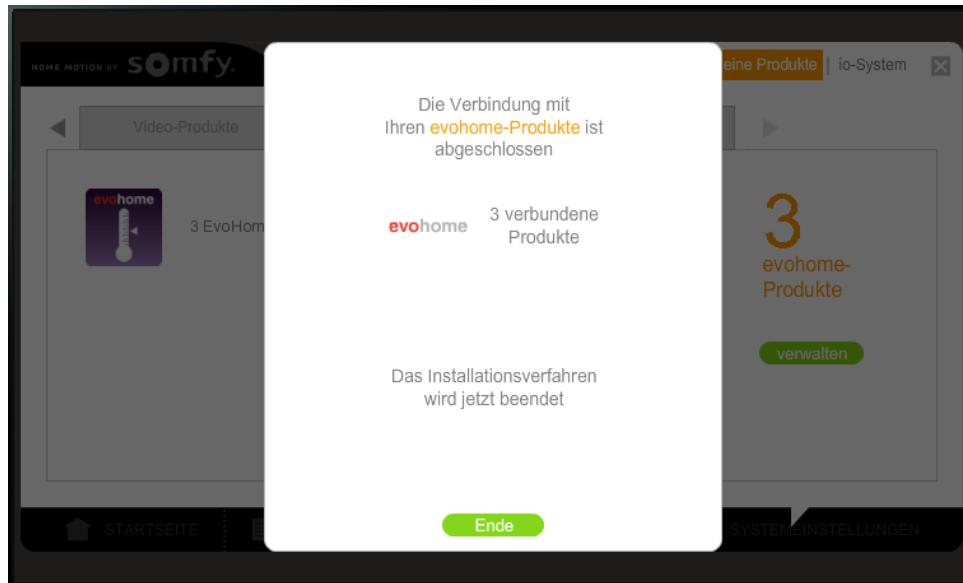 HOME MOTION BY somfy.
eine Produkte | io-System
Video-Produkte
evohome
3 EvoHom
Die Verbindung mit
Ihren evohome-Produkte ist
abgeschlossen
evohome
3 verbundene
Produkte
Das Installationsverfahren
wird jetzt beendet
Ende
3
evohome-
Produkte
verwalten
STARTSEITE
SYSTEMEINSTELLUNGEN